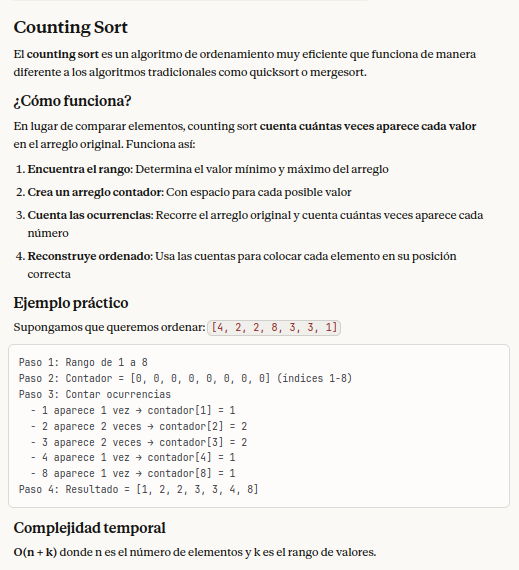 Counting Sort
El counting sort es un algoritmo de ordenamiento muy eficiente que funciona de manera
diferente a los algoritmos tradicionales como quicksort o mergesort.
¿Cómo funciona?
En lugar de comparar elementos, counting sort cuenta cuántas veces aparece cada valor
en el arreglo original. Funciona así:
1. Encuentra el rango: Determina el valor mínimo y máximo del arreglo
2. Crea un arreglo contador: Con espacio para cada posible valor
3. Cuenta las ocurrencias: Recorre el arreglo original y cuenta cuántas veces aparece cada
número
4. Reconstruye ordenado: Usa las cuentas para colocar cada elemento en su posición
correcta
Ejemplo práctico
Supongamos que queremos ordenar: [4, 2, 2, 8, 3, 3, 1]
Paso 1: Rango de 1 a 8
Paso 2: Contador = [0, 0, 0, 0, 0, 0, 0, 0] (índices 1-8)
Paso 3: Contar ocurrencias
- 1 aparece 1 vez → contador[1] = 1
- 2 aparece 2 veces → contador[2] = 2
- 3 aparece 2 veces → contador[3] = 2
- 4 aparece 1 vez → contador[4] = 1
- 8 aparece 1 vez → contador[8] = 1
Paso 4: Resultado = [1, 2, 2, 3, 3, 4, 8]
Complejidad temporal
O(n + k) donde n es el número de elementos y k es el rango de valores.